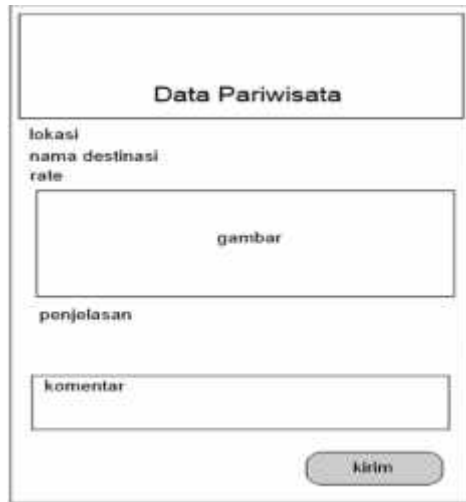 Data Pariwisata
lokasi
nama destinasi
rate
gambar
penjelasan
komentar
kirim